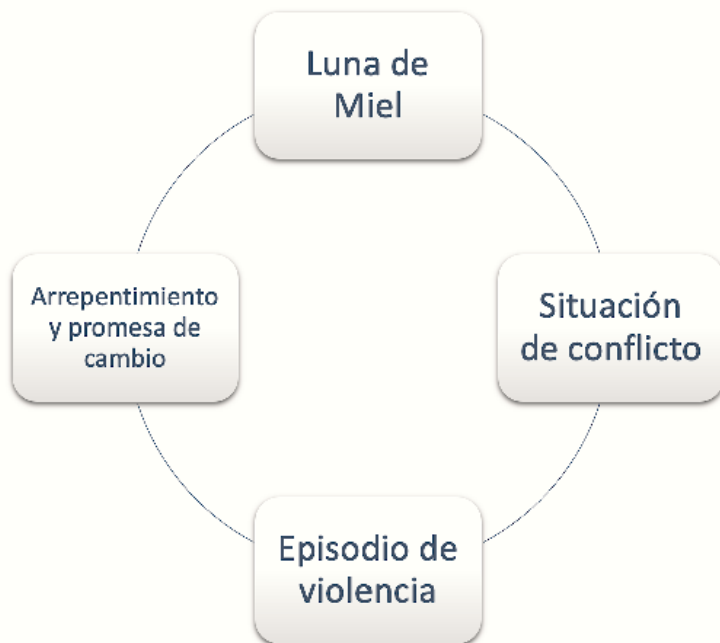 Luna de
Miel
Situación
de conflicto
Episodio de
violencia
Arrepentimiento
y promesa de
cambio